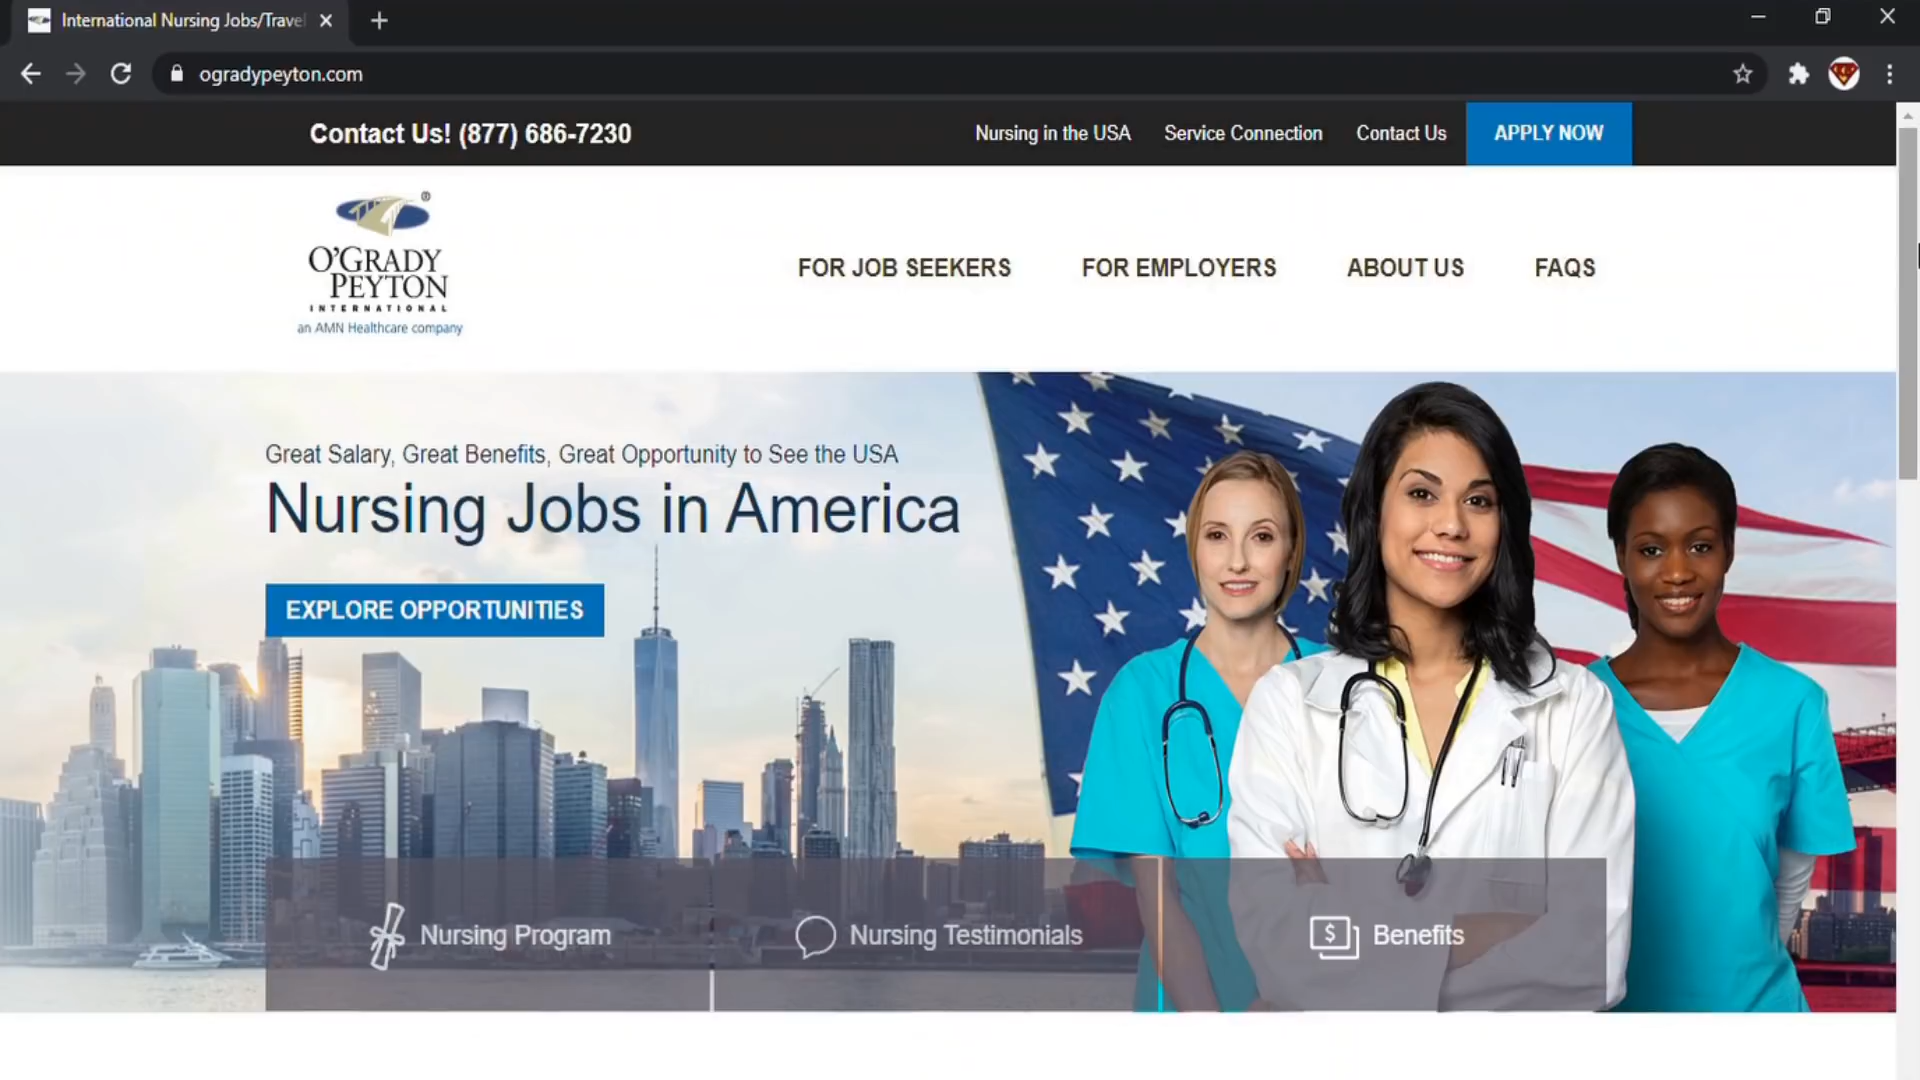 International Nursing Jobs/Trave
ogradypeyton.com
Contact Us! (877) 686-7230
Nursing in the USA
Service Connection
Contact Us
APPLY NOW
O'GRADY
PEYTON
INTERNATIONAL
an AMN Healthcare company
FOR JOB SEEKERS
FOR EMPLOYERS
ABOUT US
FAQS
Great Salary, Great Benefits, Great Opportunity to See the USA
Nursing Jobs in America
EXPLORE OPPORTUNITIES
Nursing Program
Nursing Testimonials
Benefits